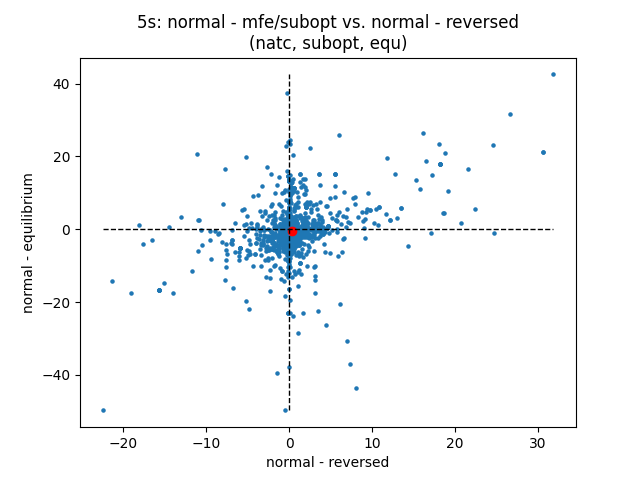 5s: normal - mfe/subopt vs. normal - reversed
(natc, subopt, equ)
40
20
0
−20
−40
normal - equilibrium
−20
−10
0
10
20
30
normal - reversed